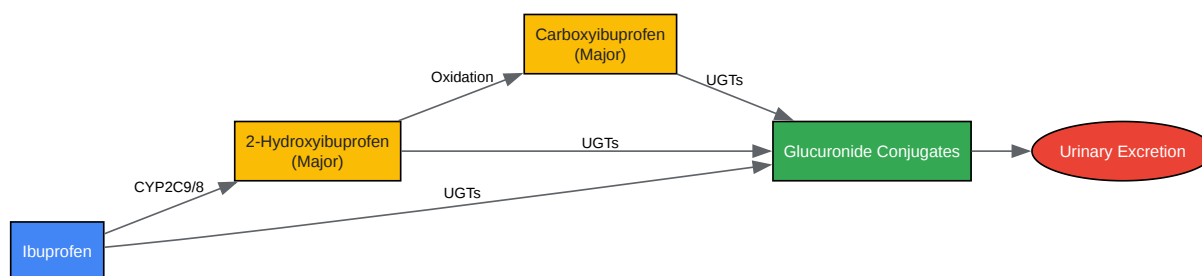 Carboxyibuprofen
(Major)
Oxidation
UGTs
2-Hydroxyibuprofen
(Major)
UGTs
Glucuronide Conjugates
Urinary Excretion
CYP2C9/8
UGTs
Ibuprofen